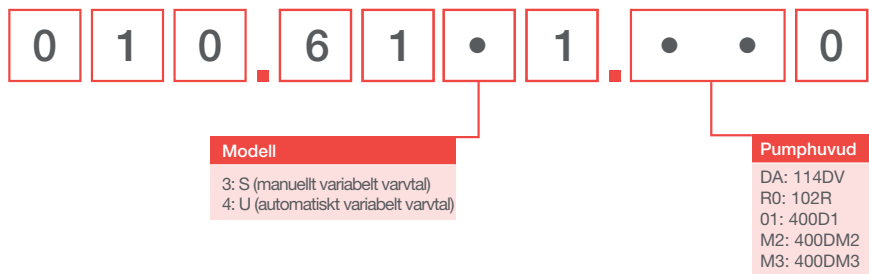 0 1 0 . 6 1 • 1 . • • 0
Modell
3: S (manuellt variabelt varvtal)
4: U (automatiskt variabelt varvtal)
Pumphuvud
DA: 114DV
R0: 102R
01: 400D1
M2: 400DM2
M3: 400DM3